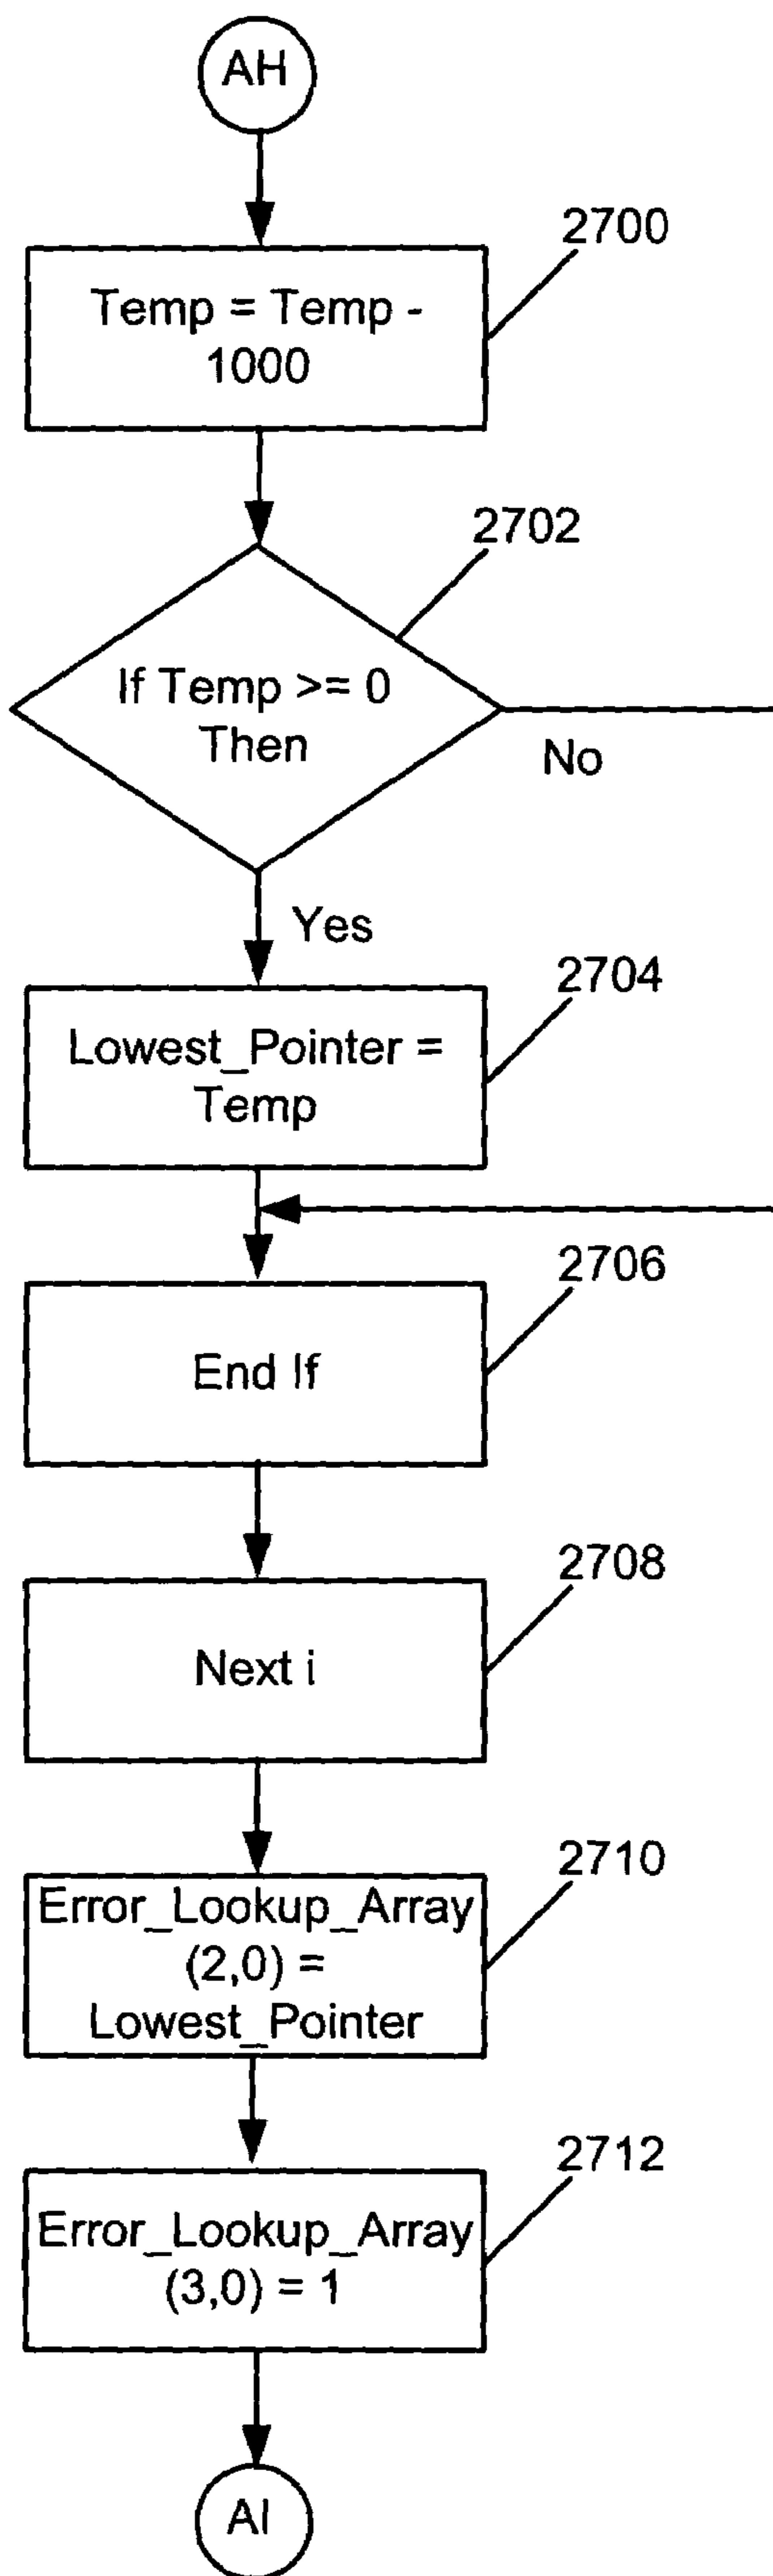 AH
2700
Temp = Temp -
1000
2702
If Temp >= 0
Then
No
Yes
2704
Lowest_Pointer =
Temp
2706
End If
2708
Next i
2710
Error_Lookup_Array
(2,0) =
Lowest_Pointer
2712
Error_Lookup_Array
(3,0) = 1
AI